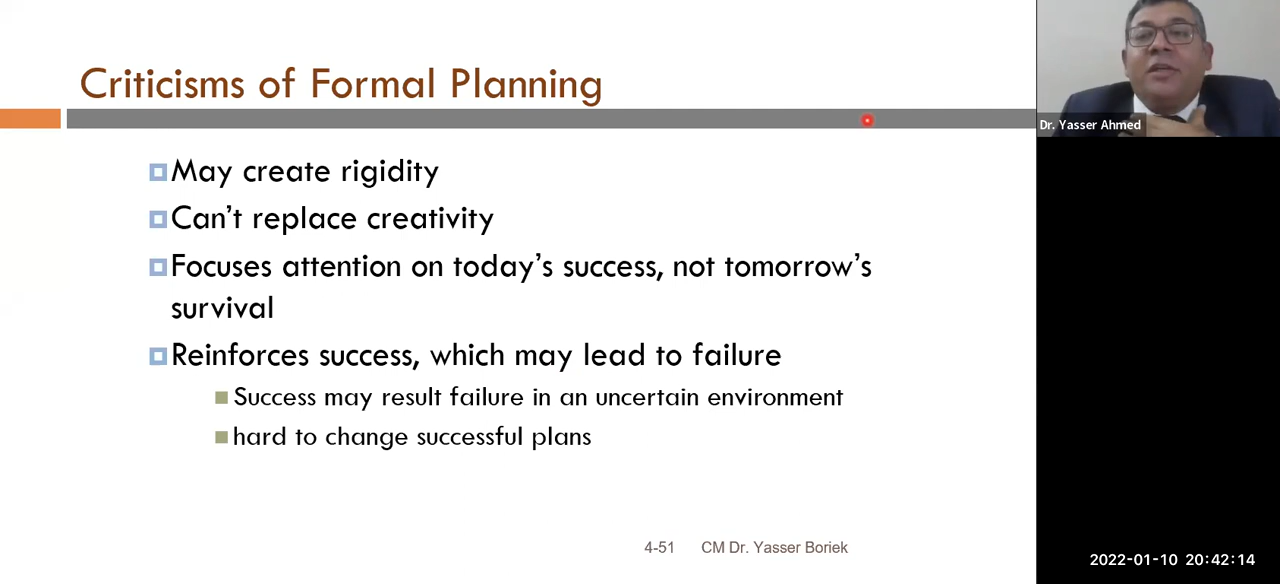 Criticisms of Formal Planning
May create rigidity
Can't replace creativity
Focuses attention on today's success, not tomorrow's
survival
Reinforces success, which may lead to failure
Success may result failure in an uncertain environment
hard to change successful plans
4-51 CM Dr. Yasser Boriek
Dr. Yasser Ahmed
2022-01-10 20:42:14